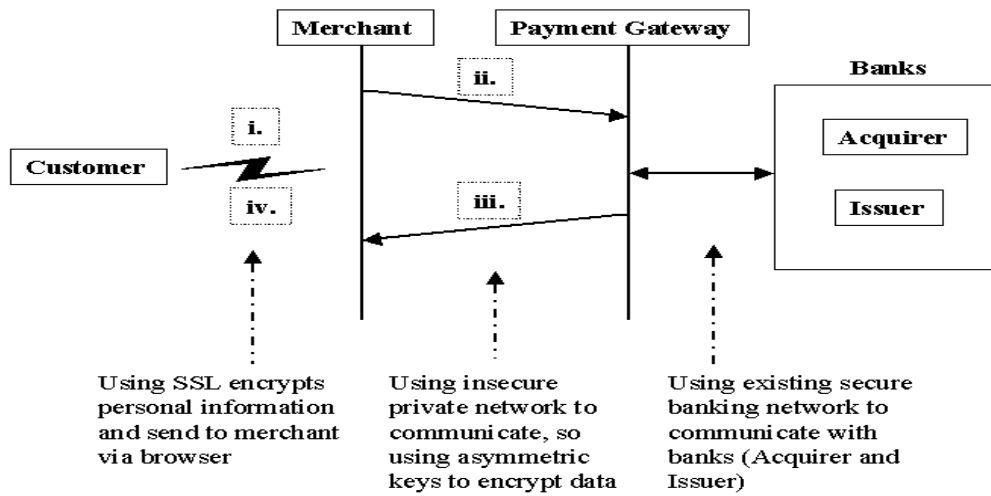 Merchant
Payment Gateway
Banks
ii.
i.
Acquirer
Customer
iv.
iii.
Issuer
Using SSL encrypts
personal information
and send to merchant
via browser
Using insecure
private network to
communicate, so
using asymmetric
keys to encrypt data
Using existing secure
banking network to
communicate with
banks (Acquirer and
Issuer)